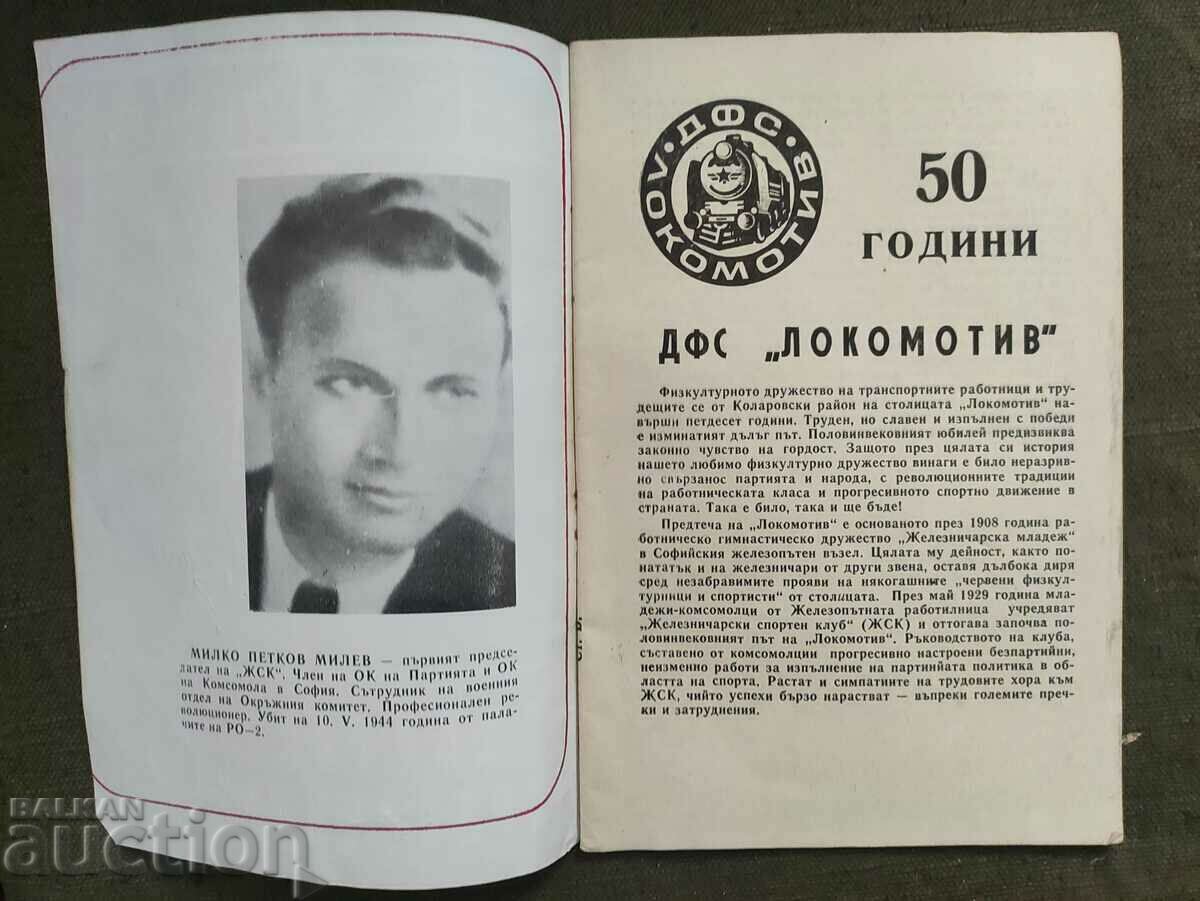 МИЛКО ПЕТКОВ МИЛЕВ — първият предсе-
дател на „ЖСК". Член на ОК на Партията и ОК
на Комсомола в София. Сътрудник на военния
отдел на Окръжния комитет. Професионален ре-
волюционер. Убит на 10. V. 1944 година от пала-
чите на РО—2.
ДФС • ЛОКОМОТИВ
50
ГОДИНИ
ДФС „ЛОКОМОТИВ"
Физкултурното дружество на транспортните работници и тру-
дещите се от Коларовски район на столицата „Локомотив" на-
върши петдесет години. Труден, но славен и изпълнен с победи
е изминатият дълъг път. Половинвековният юбилей предизвиква
законно чувство на гордост. Защото през цялата си история
нашето любимо физкултурно дружество винаги е било неразрив-
но свързанос партията и народа, с революционните традиции
на работническата класа и прогресивното спортно движение в
страната. Така е било, така и ще бъде!
Предтеча на „Локомотив" е основаното през 1908 година ра-
ботническо гимнастическо дружество „Железничарска младеж"
в Софийския железопътен възел. Цялата му дейност, както по-
нататък и на железничари от други звена, оставя дълбока диря
сред незабравимите прояви на някогашните „червени физкул-
турници и спортисти" от столицата. През май 1929 година мла-
дежи-комсомолци от Железопътната работилница учредяват
„Железничарски спортен клуб" (ЖСК) и оттогава започва по-
ловинвековният път на „Локомотив". Ръководството на клуба,
съставено от комсомолци прогресивно настроени безпартийни,
неизменно работи за изпълнение на партийната политика в об-
ластта на спорта. Растат и симпатиите на трудовите хора към
ЖСК, чийто успехи бързо нарастват — въпреки големите преч-
ки и затруднения.
BALKAN
auction